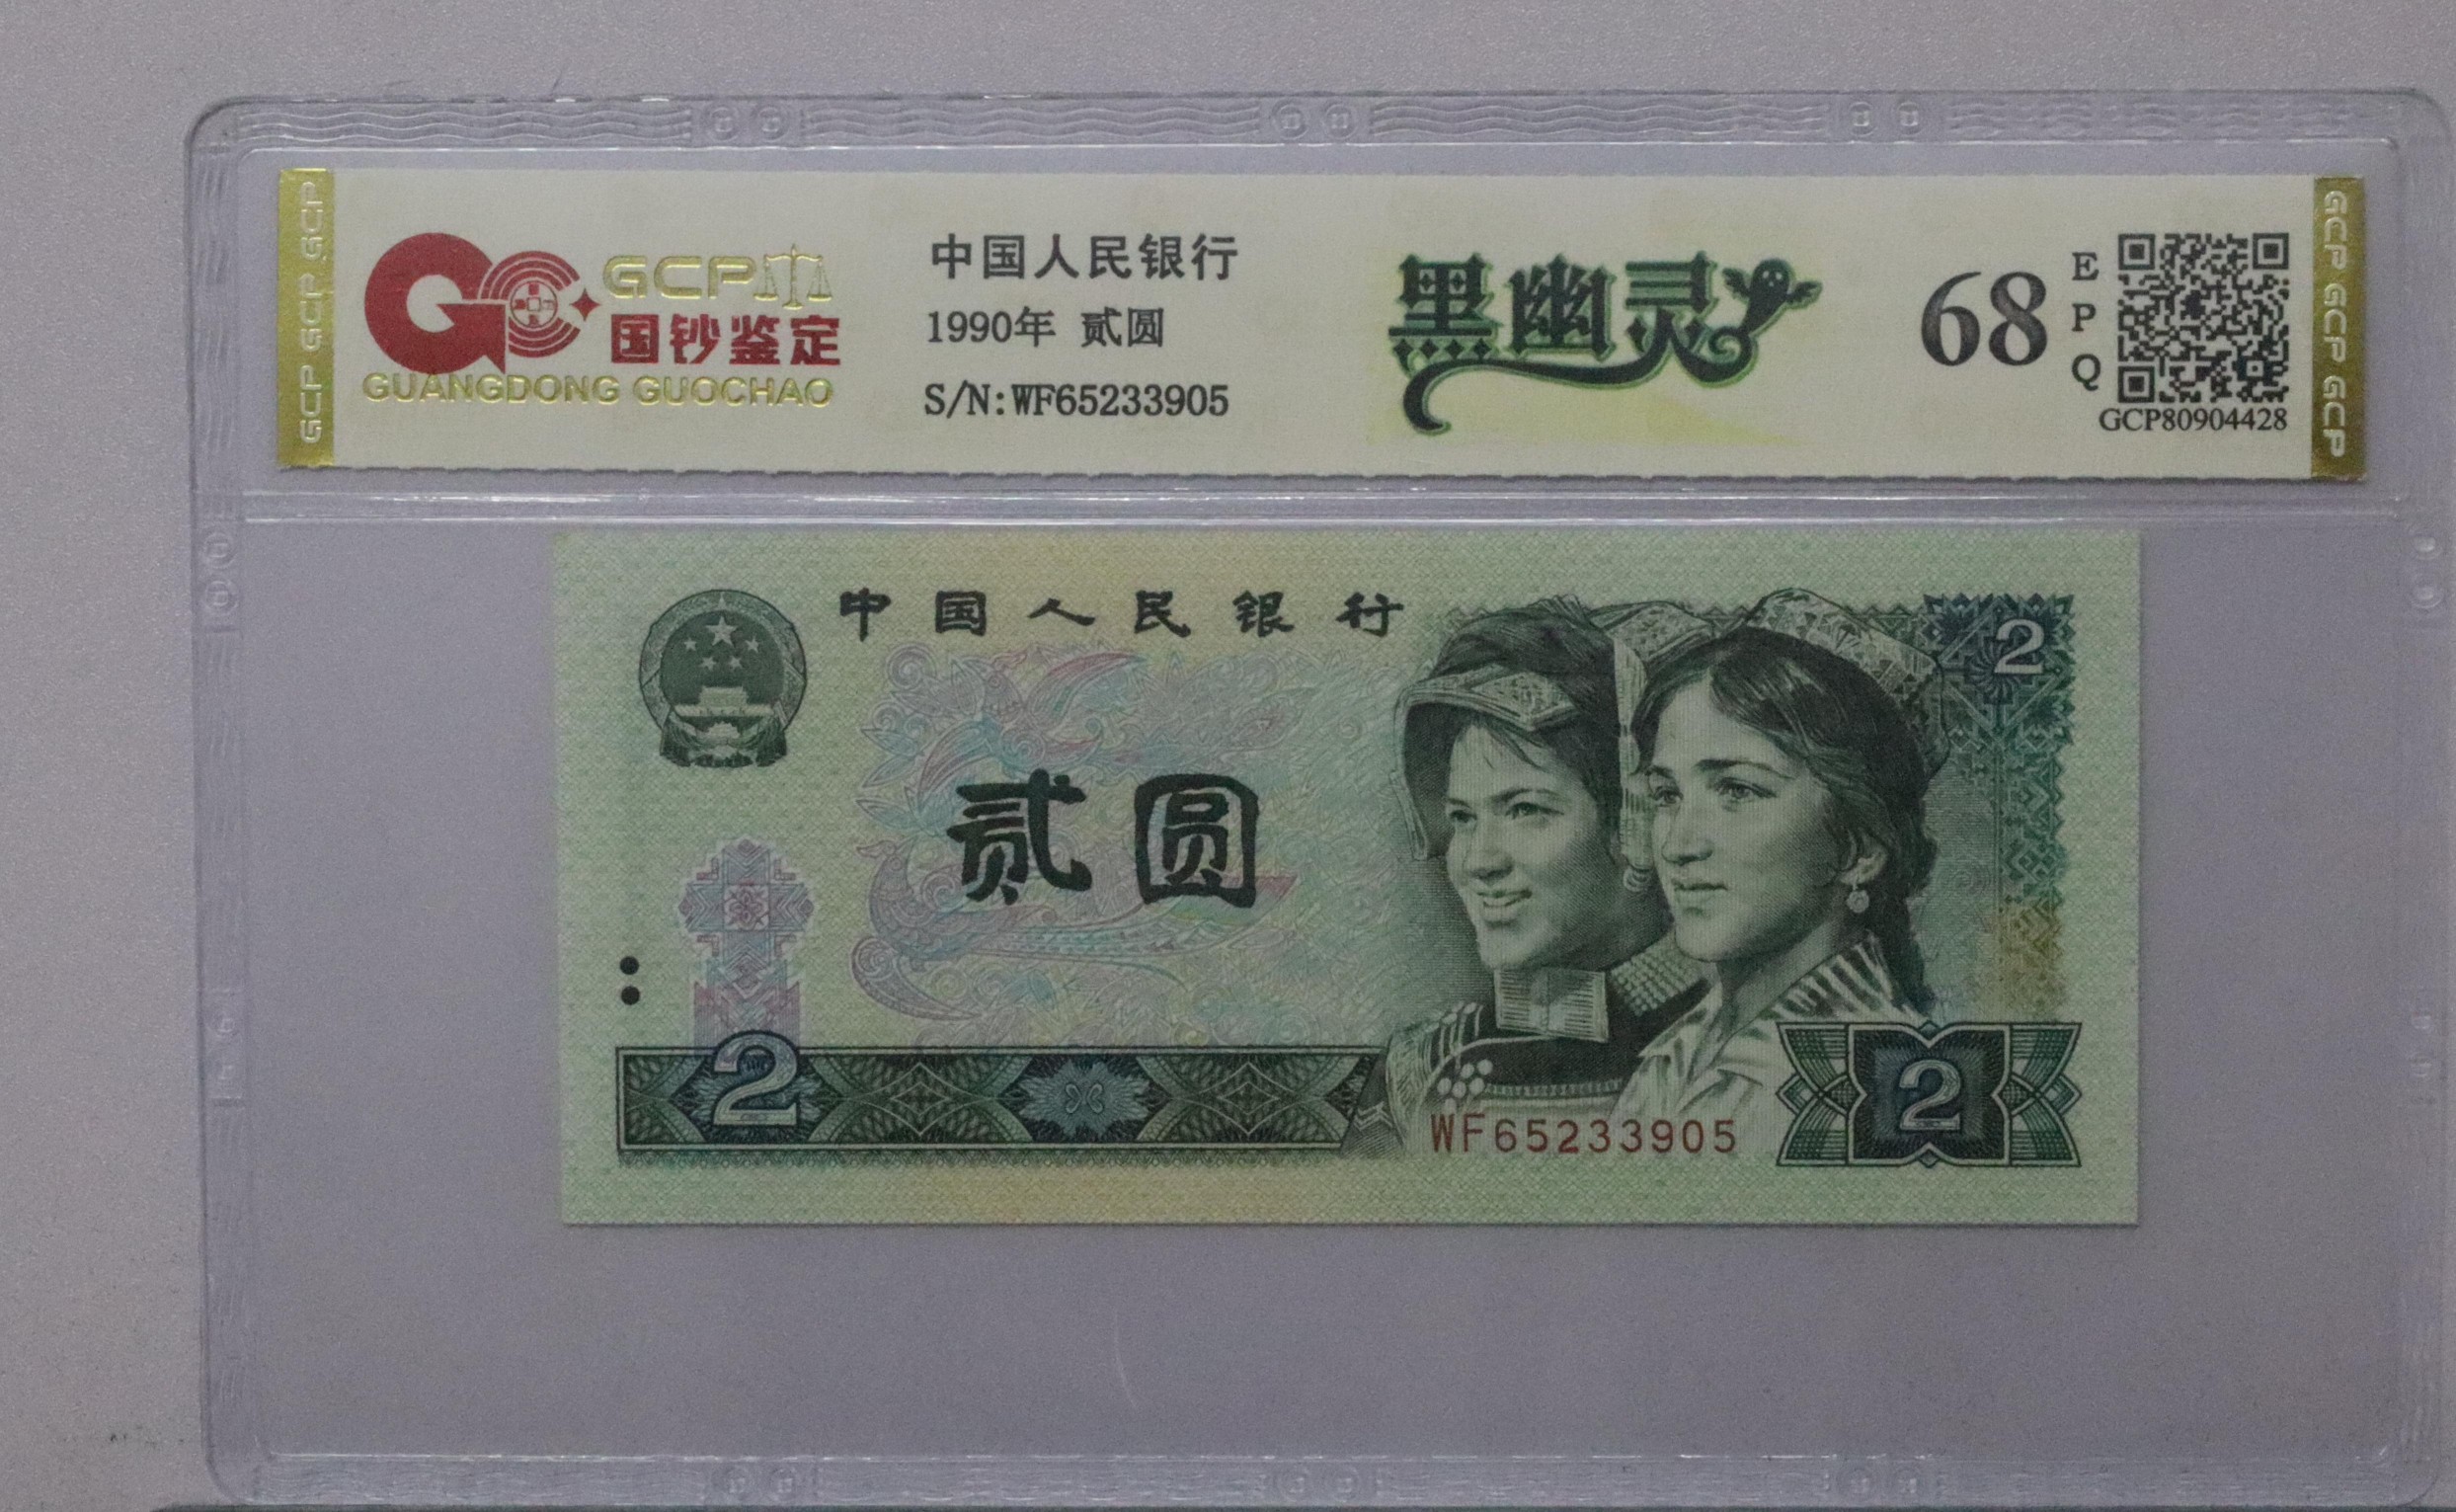 GCP GCP GCP
GCP
国钞鉴定
GUANGDONG GUOCHAO
中国人民银行
1990年 贰圆
S/N:WF65233905
黑幽灵
68
E
P
Q
GCP80904428
GCP GCP GCP
中国人民银行
2
贰圆
2
WF65233905
2